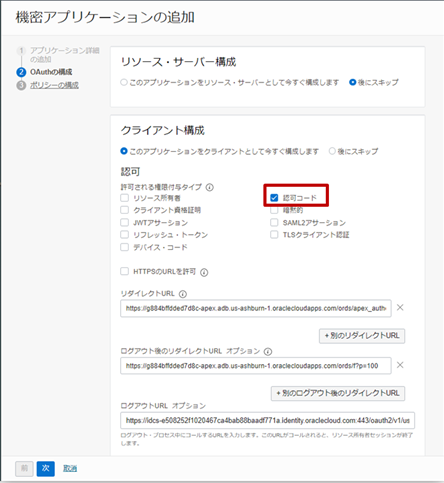 機密アプリケーションの追加
1 アプリケーション詳細
の追加
2 OAuthの構成
3 ポリシーの構成
リソース・サーバー構成
このアプリケーションをリソース・サーバーとして今すぐ構成します 後にスキップ
クライアント構成
このアプリケーションをクライアントとして今すぐ構成します 後にスキップ
認可
許可される権限付与タイプ
リソース所有者 認可コード
クライアント資格証明 暗黙的
JWTアサーション SAML2アサーション
リフレッシュ・トークン TLSクライアント認証
デバイス・コード
HTTPSのURLを許可
リダイレクトURL
https://g884bffdded7d8c-apex.adb.us-ashburn-1.oraclecloudapps.com/ords/apex_authe
+ 別のリダイレクトURL
ログアウト後のリダイレクトURL オプション
https://g884bffdded7d8c-apex.adb.us-ashburn-1.oraclecloudapps.com/ords/f?p=100
+ 別のログアウト後のリダイレクトURL
ログアウトURL オプション
https://idcs-e508252f1020467ca4bab88baadf771a.identity.oraclecloud.com:443/oauth2/v1/us
ログアウト・プロセス中にコールするURLを入力します。このURLがコールされると、リソース所有者セッションが終了
します。
前 次 取消